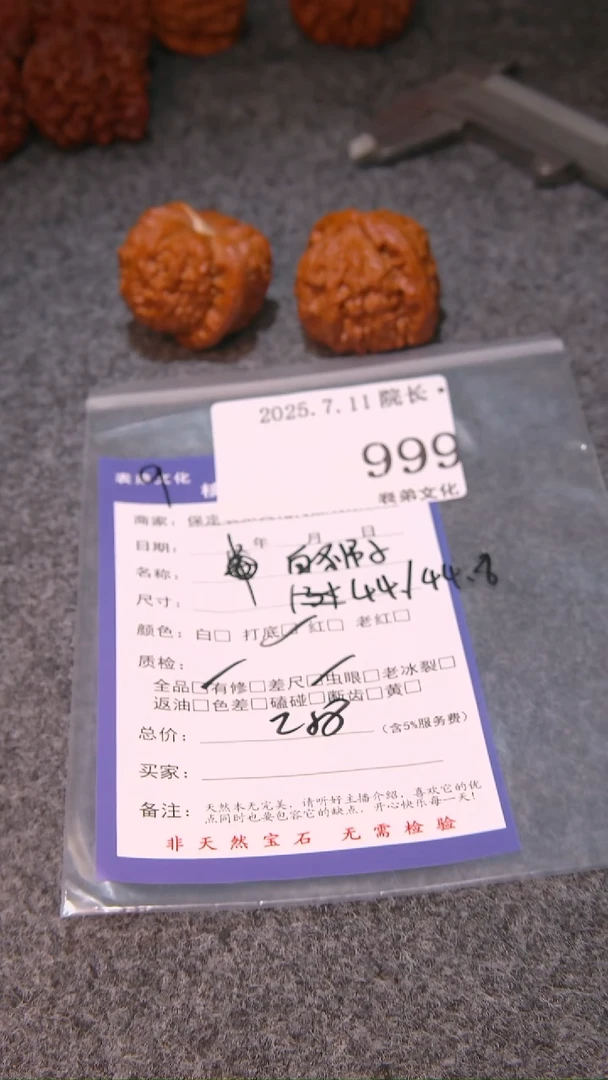 2025.7.11 院长
999
表弟文化
9
商家: 保定
日期: 年 月 日
名称: 白狮子
尺寸: 44/44.8
颜色: 白□ 打底□ 红□ 老红□
质检:
全品□有修□差尺□虫眼□老冰裂□
返油□色差□磕碰□断齿□黄□
总价: 288 (含5%服务费)
买家:
备注: 天然本无完美,请听好主播介绍,喜欢它的优
点同时也要包容它的缺点,开心快乐每一天!
非天然宝石 无需检验